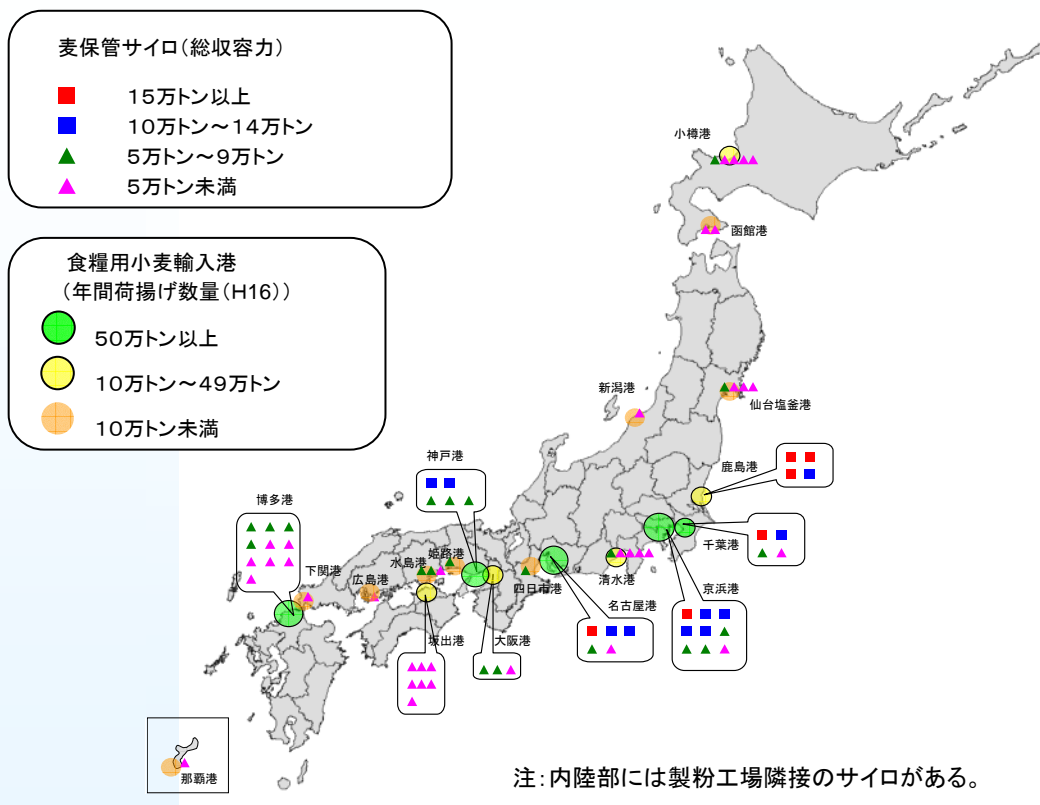 麦保管サイロ(総収容力)
15万トン以上
10万トン～14万トン
5万トン～9万トン
5万トン未満
食糧用小麦輸入港
(年間荷揚げ数量(H16))
50万トン以上
10万トン～49万トン
10万トン未満
小樽港
函館港
新潟港
仙台塩釜港
神戸港
鹿島港
博多港
千葉港
下関港
広島港
水島港
姫路港
四日市港
清水港
京浜港
名古屋港
坂出港
大阪港
那覇港
注:内陸部には製粉工場隣接のサイロがある。